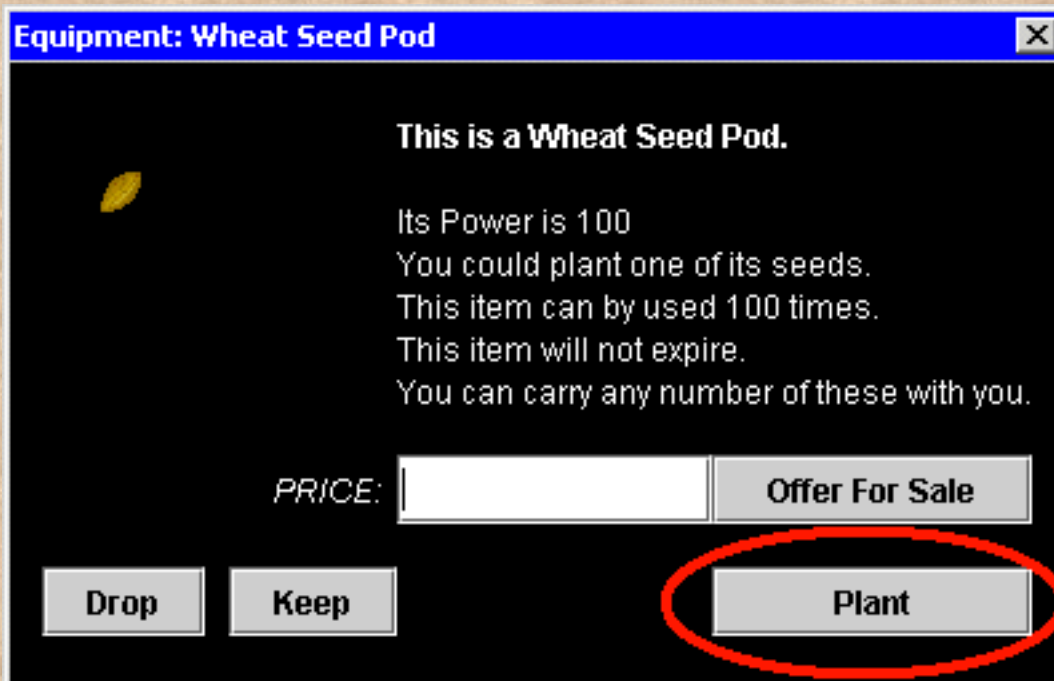 Equipment: Wheat Seed Pod
This is a Wheat Seed Pod.
Its Power is 100
You could plant one of its seeds.
This item can by used 100 times.
This item will not expire.
You can carry any number of these with you.
PRICE: Offer For Sale
Drop Keep Plant